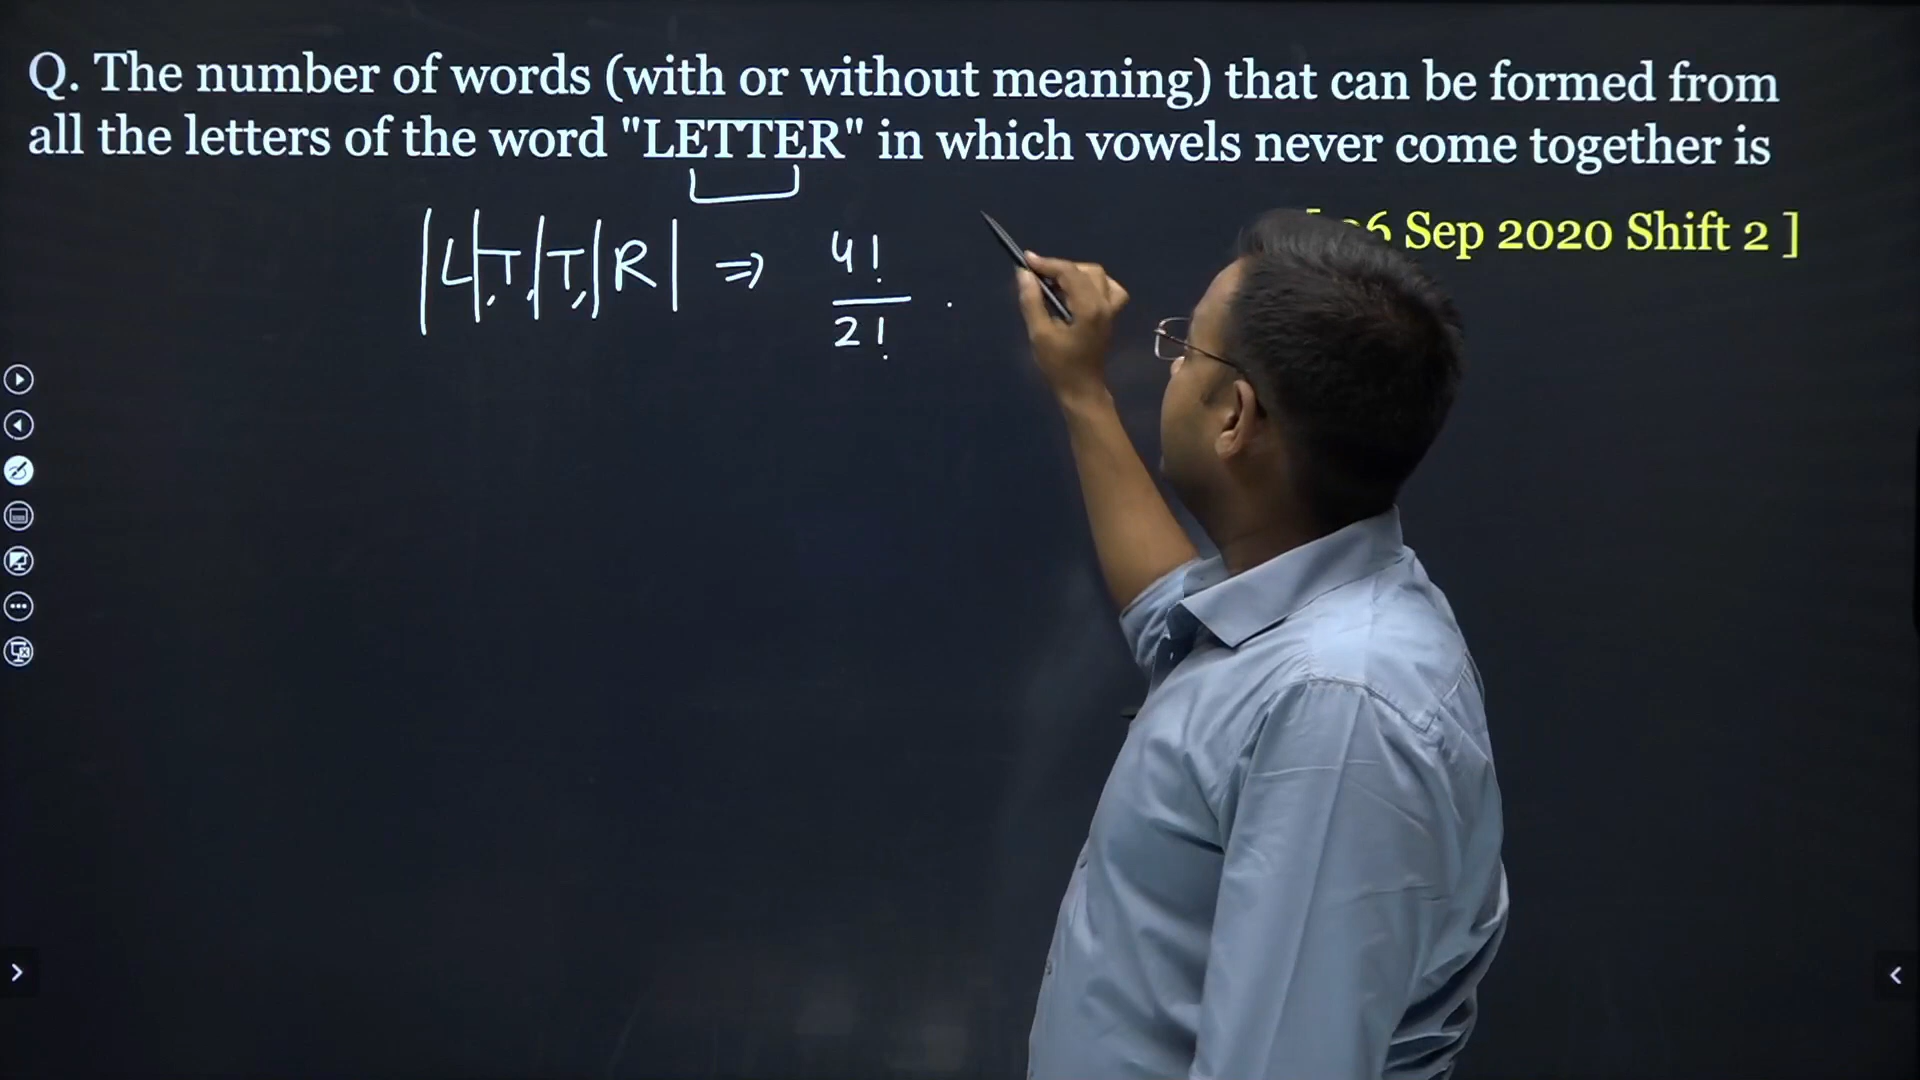 Q. The number of words (with or without meaning) that can be formed from
all the letters of the word "LETTER" in which vowels never come together is
[ 6 Sep 2020 Shift 2 ]
|L|,T,|T,|R| ⇒ 4!/2! .